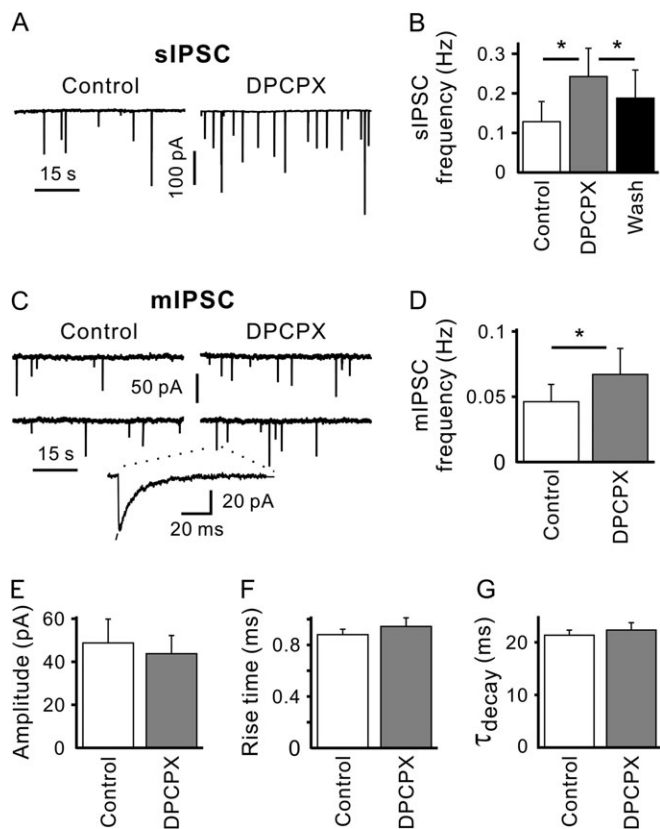 A
sIPSC
Control
DPCPX
15 s
100 pA
B
sIPSC
frequency (Hz)
0.3
0.2
0.1
0
*
*
Control
DPCPX
Wash
C
mIPSC
Control
DPCPX
50 pA
15 s
20 pA
20 ms
D
mIPSC
frequency (Hz)
0.1
0.05
0
*
Control
DPCPX
E
Amplitude (pA)
60
40
20
0
Control
DPCPX
F
Rise time (ms)
0.8
0.4
0
Control
DPCPX
G
τdecay (ms)
20
10
0
Control
DPCPX